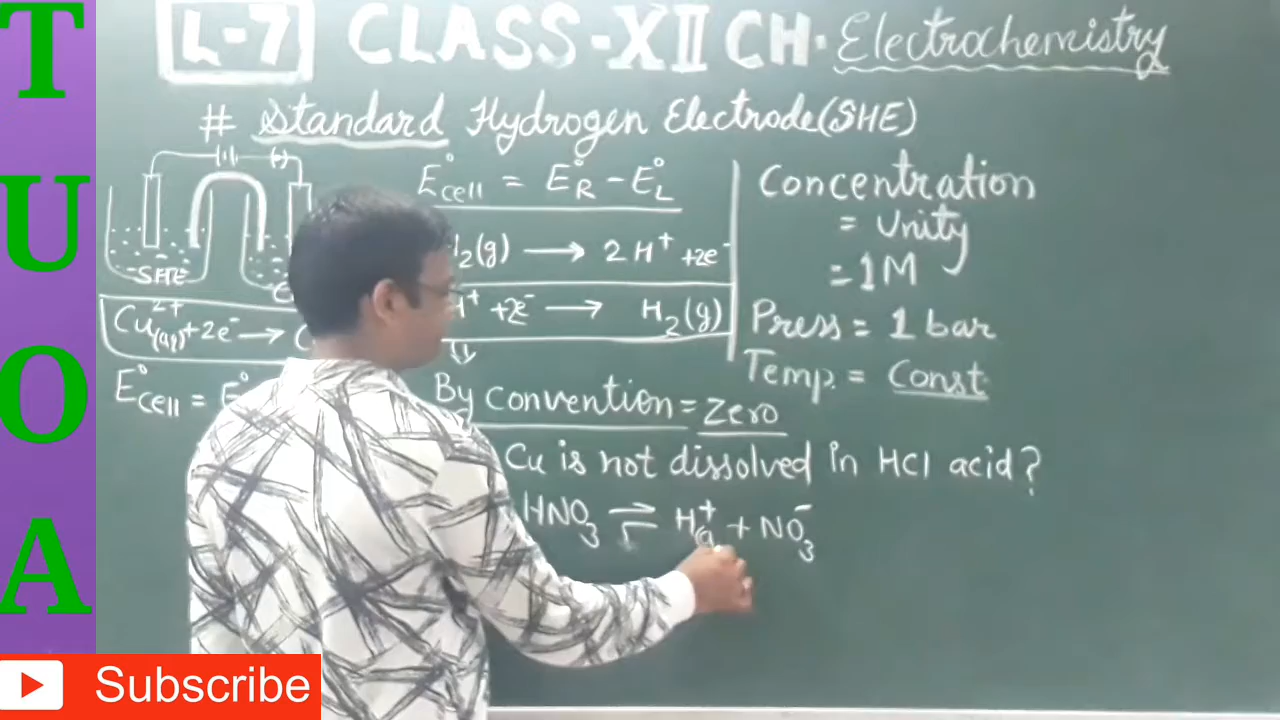 T
U
O
A
L-7 CLASS-XII CH. Electrochemistry
# Standard Hydrogen Electrode (SHE)
SHE
E°cell = E°R - E°L
2(g) ⟶ 2H⁺ + 2e⁻
⁺ + 2e⁻ ⟶ H₂(g)
Cu²⁺(aq) + 2e⁻ ⟶ C
E°cell = E°
By convention = Zero
Concentration
= Unity
= 1M
Press = 1 bar
Temp. = Const
Cu is not dissolved in HCl acid?
HNO₃ ⇌ H⁺ + NO₃⁻
Subscribe